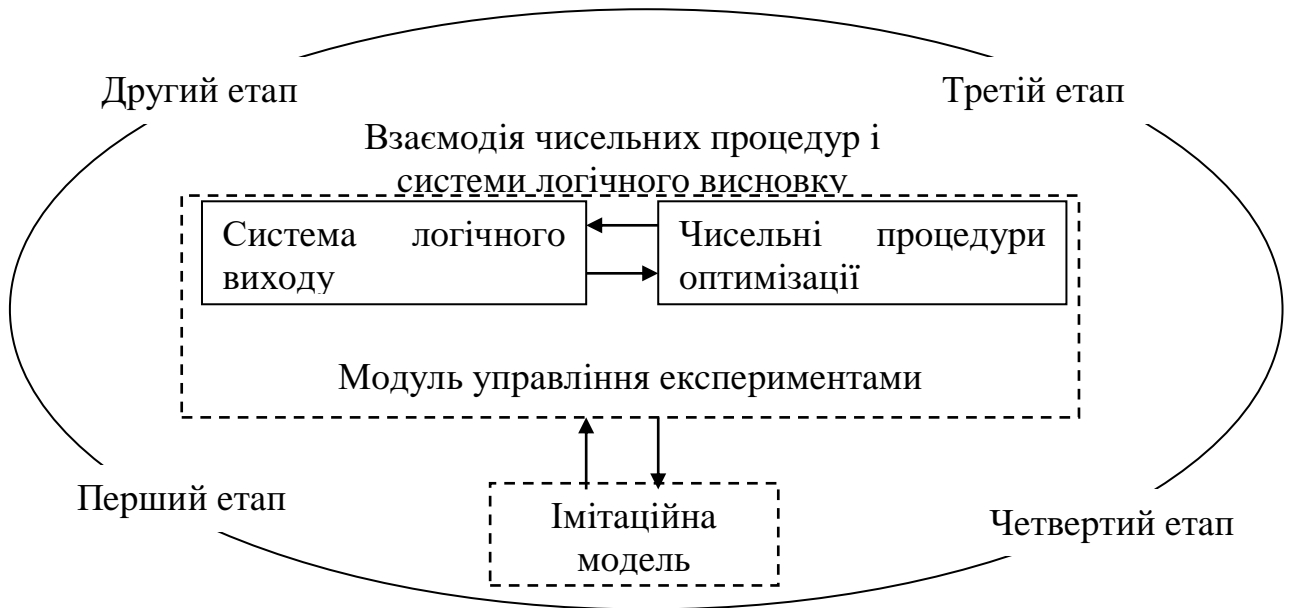 Другий етап
Третій етап
Взаємодія чисельних процедур і
системи логічного висновку
Система логічного
виходу
Чисельні процедури
оптимізації
Модуль управління експериментами
Перший етап
Імітаційна
модель
Четвертий етап